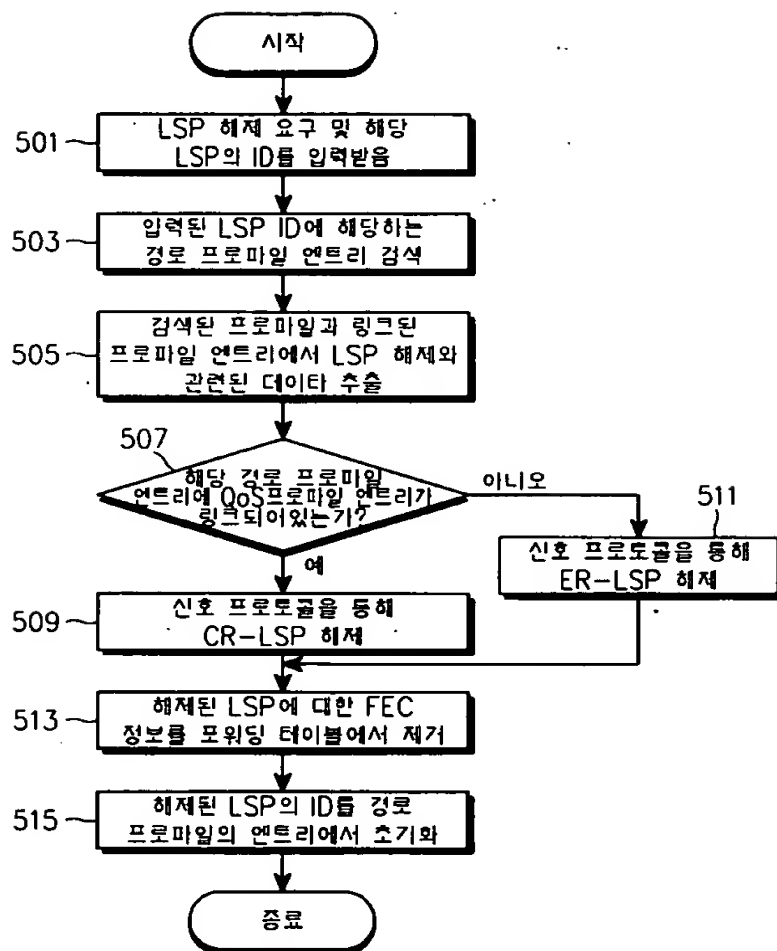 시작
501
LSP 해제 요구 및 해당
LSP의 ID를 입력받음
503
입력된 LSP ID에 해당하는
경로 프로파일 엔트리 검색
505
검색된 프로파일과 링크된
프로파일 엔트리에서 LSP 해제와
관련된 데이타 추출
507
해당 경로 프로파일
엔트리에 QoS프로파일 엔트리가
링크되어있는가?
아니오
예
511
신호 프로토콜을 통해
ER-LSP 해제
509
신호 프로토콜을 통해
CR-LSP 해제
513
해제된 LSP에 대한 FEC
정보를 포워딩 테이블에서 제거
515
해제된 LSP의 ID를 경로
프로파일의 엔트리에서 초기화
종료